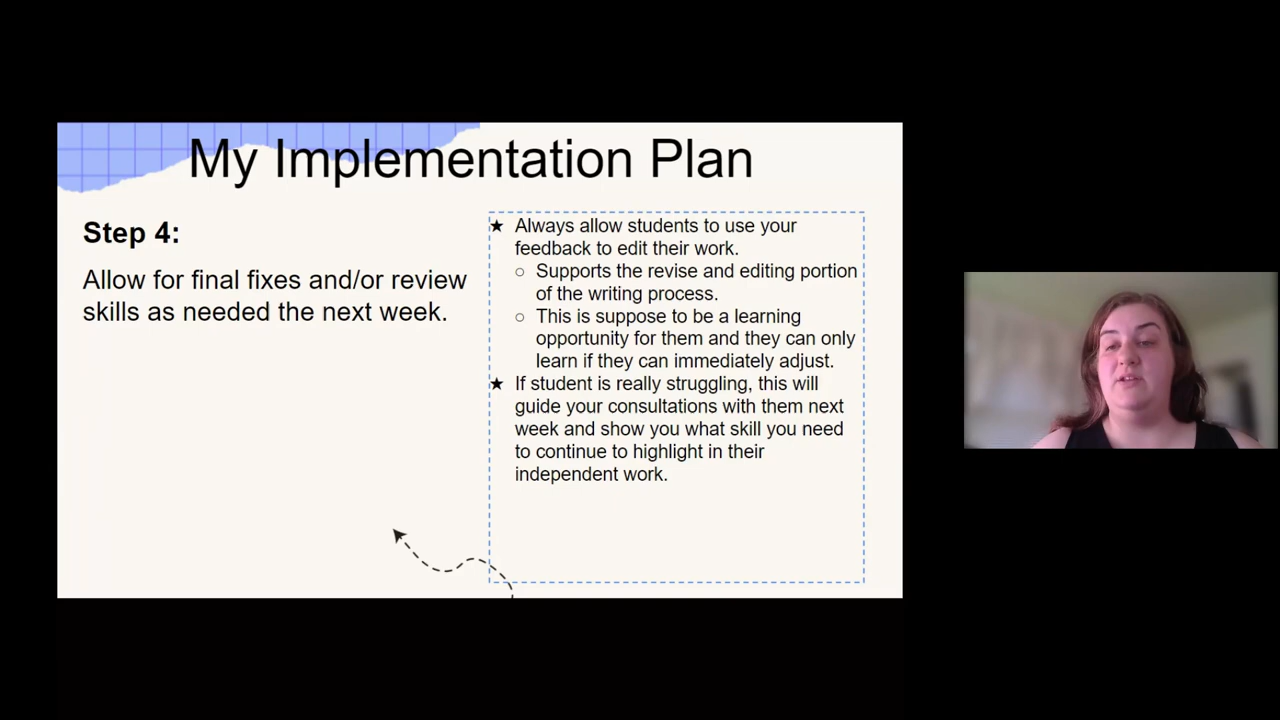 My Implementation Plan
Step 4:
Allow for final fixes and/or review
skills as needed the next week.
★ Always allow students to use your
feedback to edit their work.
○ Supports the revise and editing portion
of the writing process.
○ This is suppose to be a learning
opportunity for them and they can only
learn if they can immediately adjust.
★ If student is really struggling, this will
guide your consultations with them next
week and show you what skill you need
to continue to highlight in their
independent work.